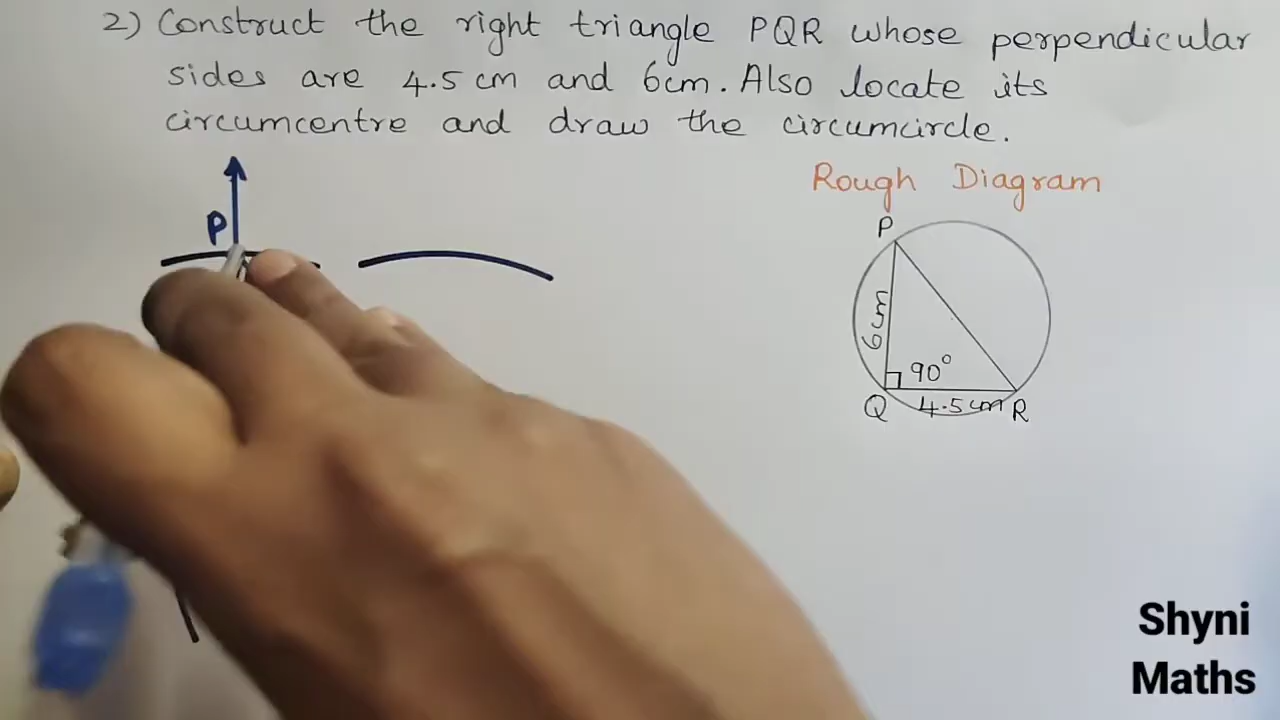 2) Construct the right triangle PQR whose perpendicular
sides are 4.5 cm and 6cm. Also locate its
circumcentre and draw the circumcircle.
Rough Diagram
P
P
6cm
90°
Q 4.5cm R
Shyni
Maths